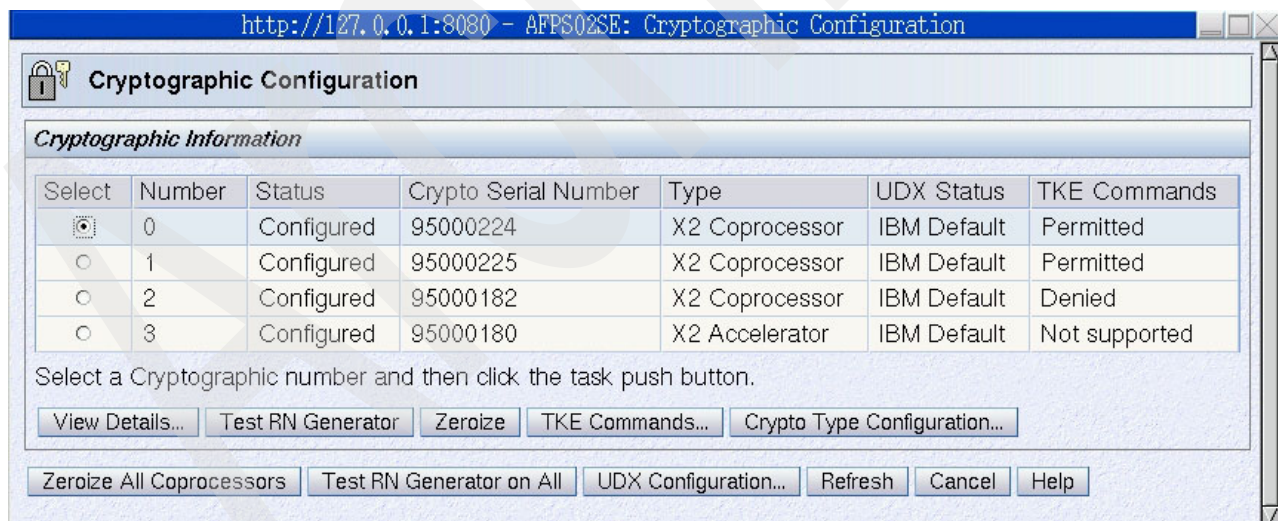 http://127.0.0.1:8080 - AFPS02SE: Cryptographic Configuration
Cryptographic Configuration
Cryptographic Information
Select Number Status Crypto Serial Number Type UDX Status TKE Commands
0 Configured 95000224 X2 Coprocessor IBM Default Permitted
1 Configured 95000225 X2 Coprocessor IBM Default Permitted
2 Configured 95000182 X2 Coprocessor IBM Default Denied
3 Configured 95000180 X2 Accelerator IBM Default Not supported
Select a Cryptographic number and then click the task push button.
View Details... Test RN Generator Zeroize TKE Commands... Crypto Type Configuration...
Zeroize All Coprocessors Test RN Generator on All UDX Configuration... Refresh Cancel Help